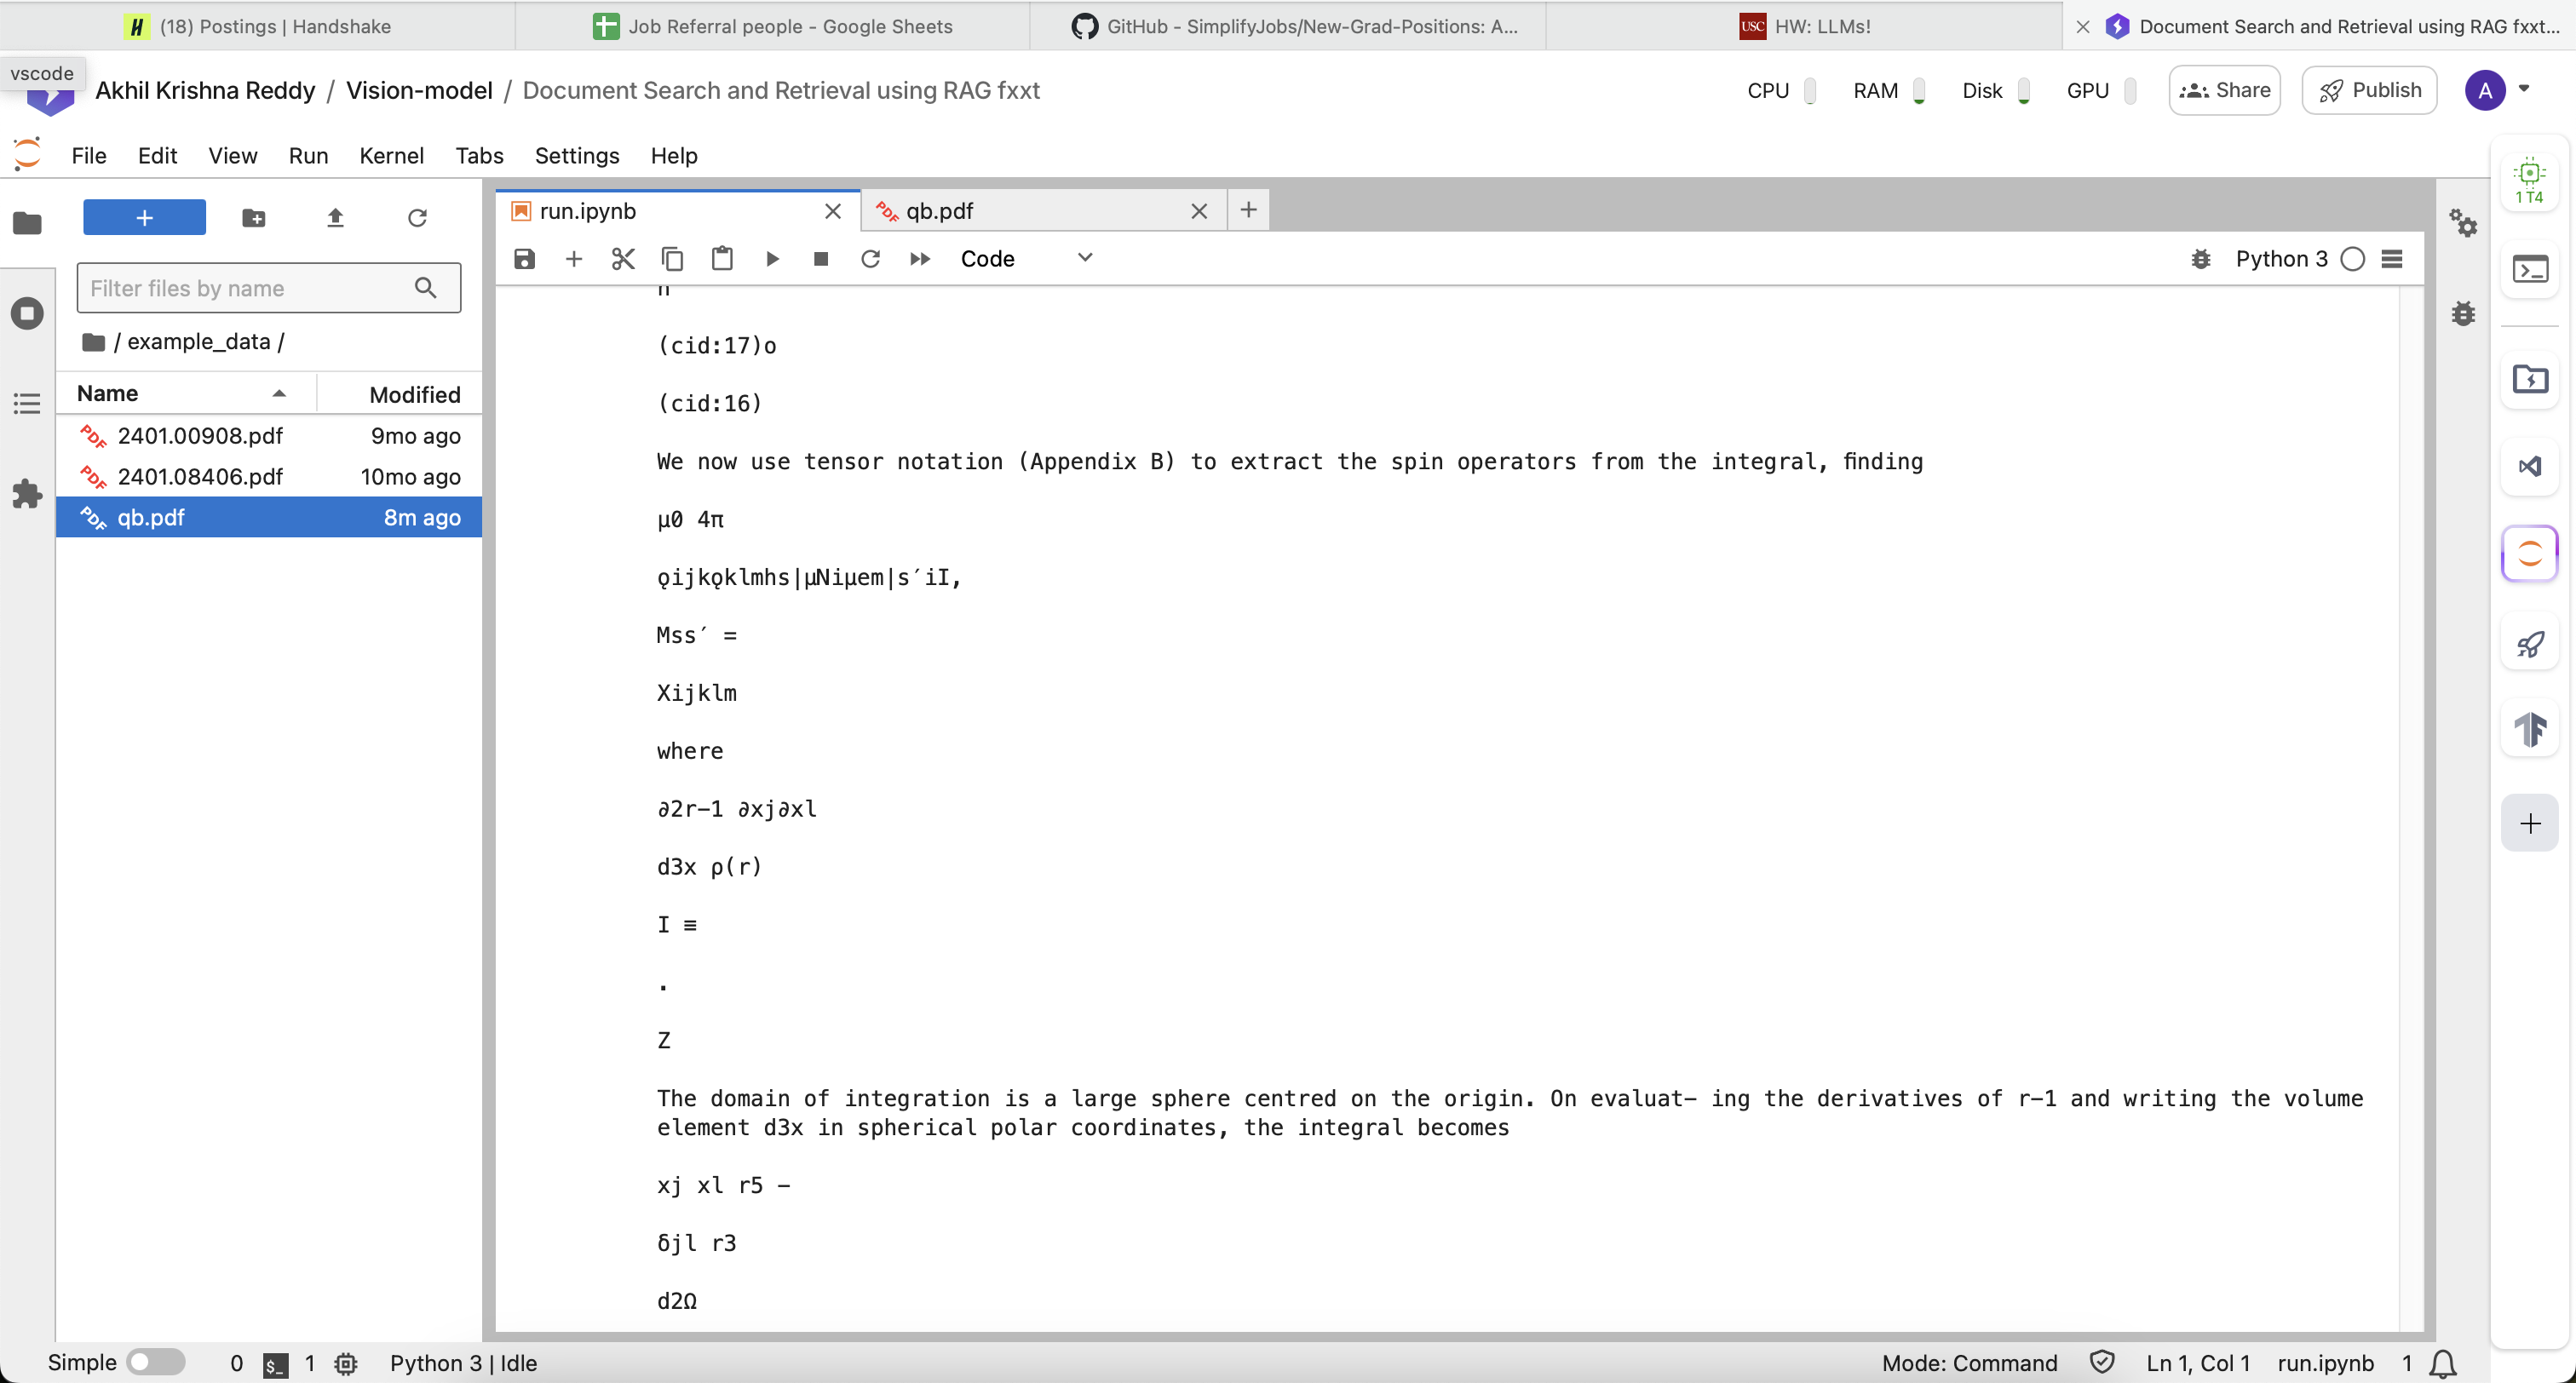 (18) Postings | Handshake
Job Referral people - Google Sheets
GitHub - SimplifyJobs/New-Grad-Positions: A...
USC HW: LLMs!
Document Search and Retrieval using RAG fxxt...
vscode
Akhil Krishna Reddy / Vision-model / Document Search and Retrieval using RAG fxxt
CPU RAM Disk GPU Share Publish A
File Edit View Run Kernel Tabs Settings Help
1 T4
run.ipynb
qb.pdf
Code
Python 3
Filter files by name
/ example_data /
Name Modified
2401.00908.pdf 9mo ago
2401.08406.pdf 10mo ago
qb.pdf 8m ago
(cid:17)o
(cid:16)
We now use tensor notation (Appendix B) to extract the spin operators from the integral, finding
μ0 4π
ǫijkǫklmhs|μNiμem|s′iI,
Mss′ =
Xijklm
where
∂2r−1 ∂xj∂xl
d3x ρ(r)
I ≡
.
Z
The domain of integration is a large sphere centred on the origin. On evaluat- ing the derivatives of r−1 and writing the volume
element d3x in spherical polar coordinates, the integral becomes
xj xl r5 −
δjl r3
d2Ω
Simple 0 $_ 1 Python 3 | Idle
Mode: Command Ln 1, Col 1 run.ipynb 1